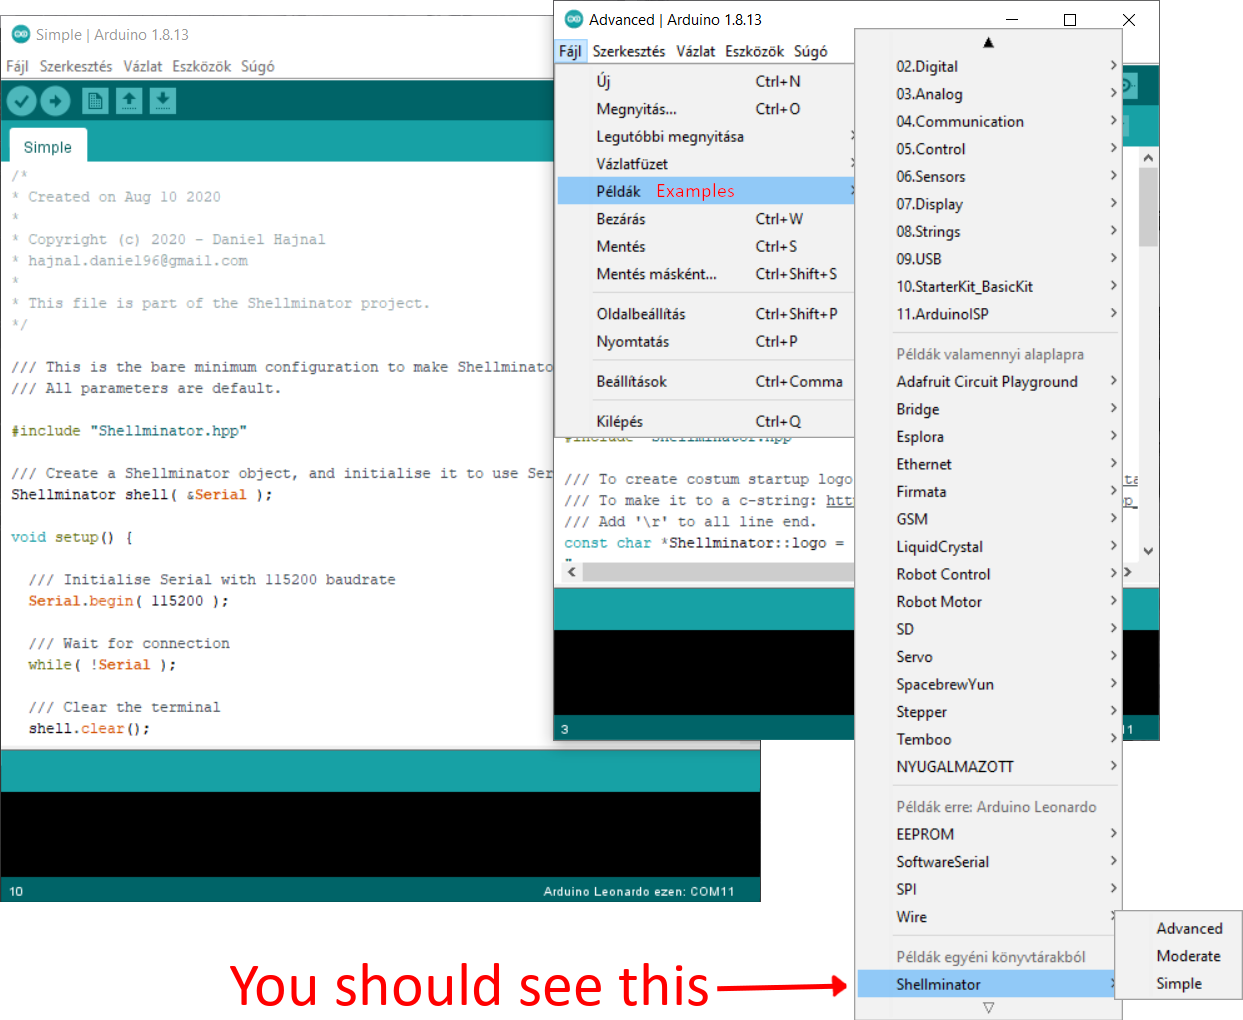 Simple | Arduino 1.8.13
Fájl Szerkesztés Vázlat Eszközök Súgó
Simple
/*
* Created on Aug 10 2020
*
* Copyright (c) 2020 - Daniel Hajnal
* hajnal.daniel96@gmail.com
*
* This file is part of the Shellminator project.
*/
/// This is the bare minimum configuration to make Shellminato
/// All parameters are default.
#include "Shellminator.hpp"
/// Create a Shellminator object, and initialise it to use Ser
Shellminator shell( &Serial );
void setup() {
/// Initialise Serial with 115200 baudrate
Serial.begin( 115200 );
/// Wait for connection
while( !Serial );
/// Clear the terminal
shell.clear();
10
Arduino Leonardo ezen: COM11
Advanced | Arduino 1.8.13
Fájl Szerkesztés Vázlat Eszközök Súgó
Új Ctrl+N
Megnyitás... Ctrl+O
Legutóbbi megnyitása
Vázlatfüzet
Példák Examples
Bezárás Ctrl+W
Mentés Ctrl+S
Mentés másként... Ctrl+Shift+S
Oldalbeállítás Ctrl+Shift+P
Nyomtatás Ctrl+P
Beállítások Ctrl+Comma
Kilépés Ctrl+Q
#include "Shellminator.hpp"
/// To create costum startup logo
/// To make it to a c-string: htt
/// Add '\r' to all line end.
const char *Shellminator::logo =
"
3
11
02.Digital
03.Analog
04.Communication
05.Control
06.Sensors
07.Display
08.Strings
09.USB
10.StarterKit_BasicKit
11.ArduinoISP
Példák valamennyi alaplapra
Adafruit Circuit Playground
Bridge
Esplora
Ethernet
Firmata
GSM
LiquidCrystal
Robot Control
Robot Motor
SD
Servo
SpacebrewYun
Stepper
Temboo
NYUGALMAZOTT
Példák erre: Arduino Leonardo
EEPROM
SoftwareSerial
SPI
Wire
Példák egyéni könyvtárakból
Shellminator
Advanced
Moderate
Simple
You should see this